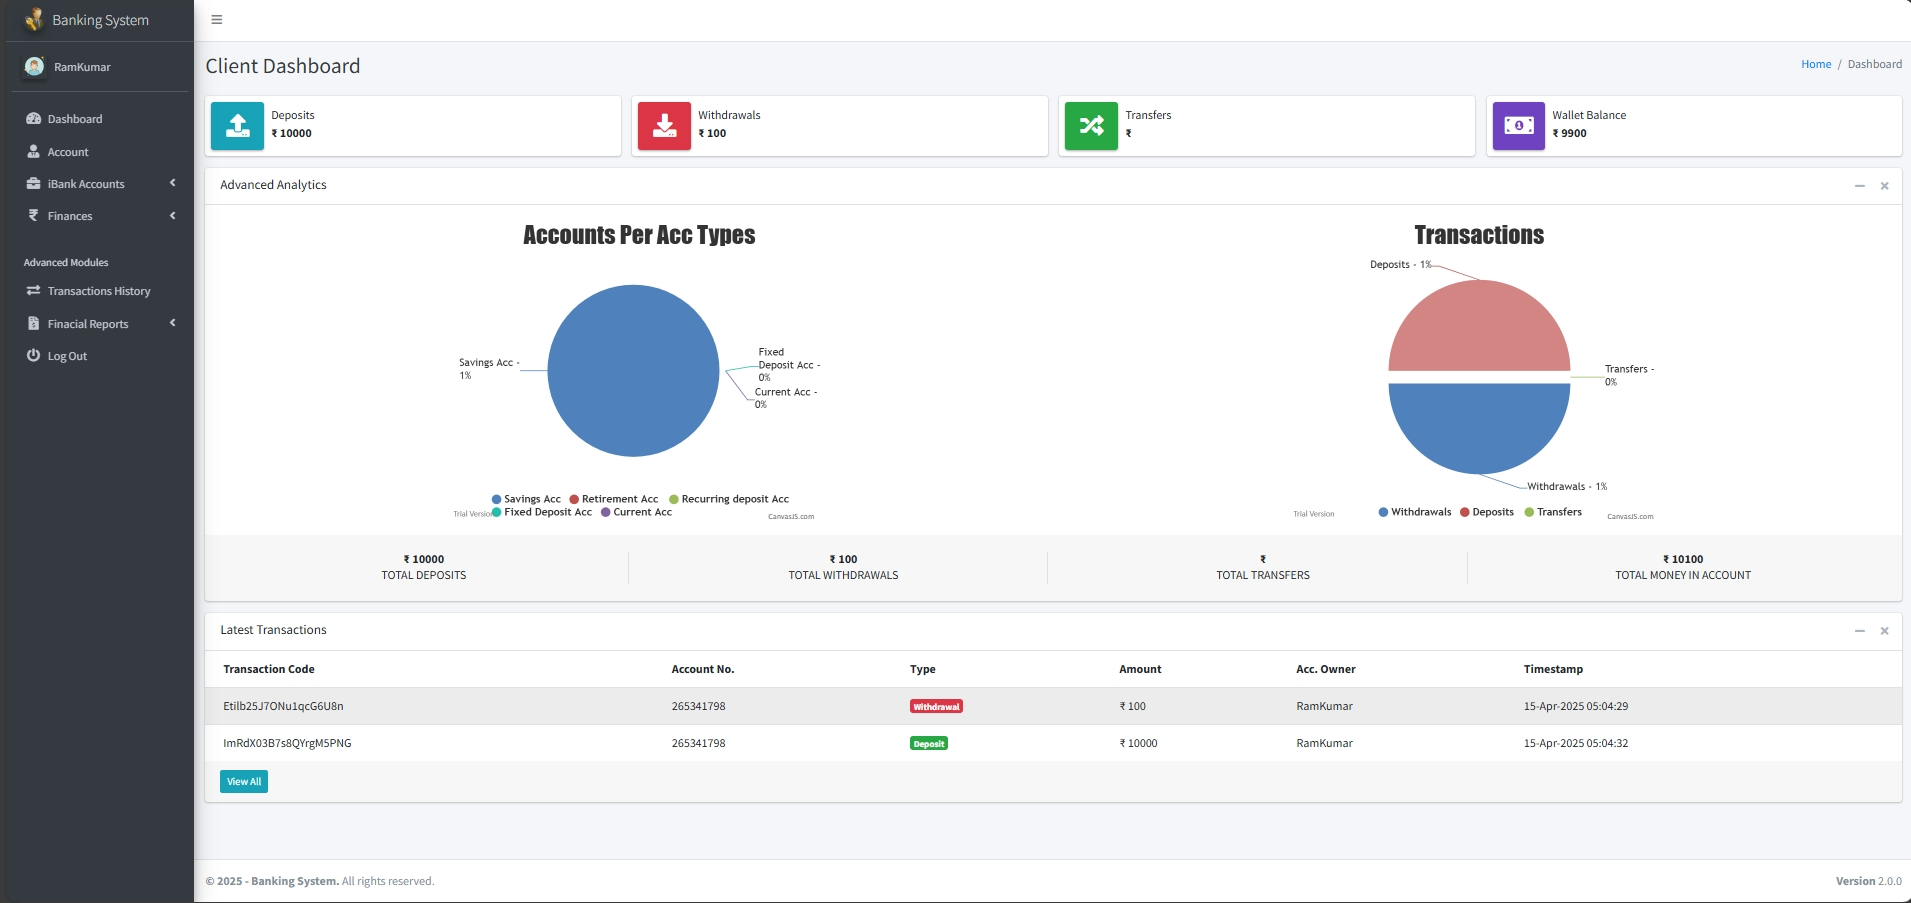 Banking System
RamKumar
Dashboard
Account
iBank Accounts
Finances
Advanced Modules
Transactions History
Finacial Reports
Log Out
Client Dashboard
Home / Dashboard
Deposits
₹ 10000
Withdrawals
₹ 100
Transfers
₹
Wallet Balance
₹ 9900
Advanced Analytics
Accounts Per Acc Types
Savings Acc -
1%
Fixed
Deposit Acc -
0%
Current Acc -
0%
Savings Acc Retirement Acc Recurring deposit Acc
Fixed Deposit Acc Current Acc
Trial Version
CanvasJS.com
Transactions
Deposits - 1%
Transfers -
0%
Withdrawals - 1%
Withdrawals Deposits Transfers
Trial Version
CanvasJS.com
₹ 10000
TOTAL DEPOSITS
₹ 100
TOTAL WITHDRAWALS
₹
TOTAL TRANSFERS
₹ 10100
TOTAL MONEY IN ACCOUNT
Latest Transactions
Transaction Code Account No. Type Amount Acc. Owner Timestamp
Etilb25J7ONu1qcG6U8n 265341798 Withdrawal ₹ 100 RamKumar 15-Apr-2025 05:04:29
ImRdX03B7s8QYrgM5PNG 265341798 Deposit ₹ 10000 RamKumar 15-Apr-2025 05:04:32
View All
© 2025 - Banking System. All rights reserved.
Version 2.0.0